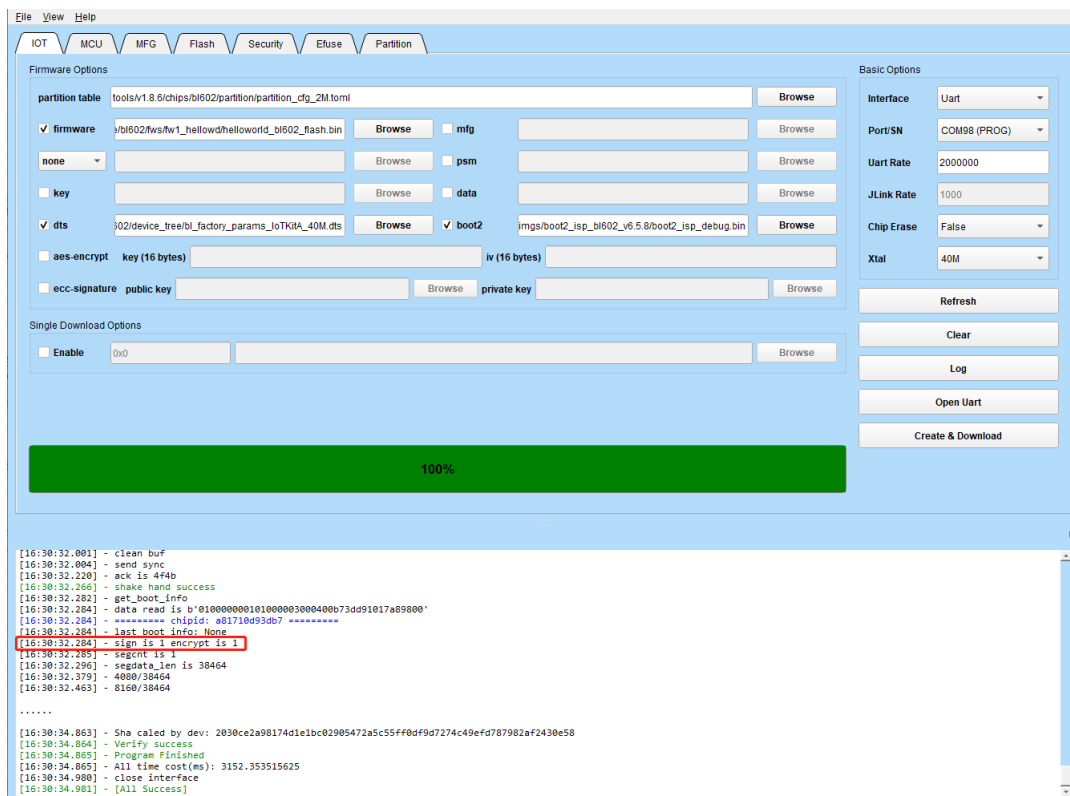 File View Help
IOT MCU MFG Flash Security Efuse Partition
Firmware Options
Basic Options
partition table tools/v1.8.6/chips/bl602/partition/partition_cfg_2M.toml Browse
Interface Uart
firmware e/bl602/fws/fw1_hellowd/helloworld_bl602_flash.bin Browse mfg Browse
Port/SN COM98 (PROG)
none Browse psm Browse
Uart Rate 2000000
key Browse data Browse
JLink Rate 1000
dts 602/device_tree/bl_factory_params_IoTKitA_40M.dts Browse boot2 imgs/boot2_isp_bl602_v6.5.8/boot2_isp_debug.bin Browse
Chip Erase False
aes-encrypt key (16 bytes) iv (16 bytes)
Xtal 40M
ecc-signature public key Browse private key Browse
Refresh
Single Download Options
Clear
Enable 0x0 Browse
Log
Open Uart
Create & Download
100%
[16:30:32.001] - clean buf
[16:30:32.004] - send sync
[16:30:32.220] - ack is 4f4b
[16:30:32.266] - shake hand success
[16:30:32.282] - get_boot_info
[16:30:32.284] - data read is b'010000000101000003000400b73dd91017a89800'
[16:30:32.284] - ========= chipid: a81710d93db7 =========
[16:30:32.284] - last boot info: None
[16:30:32.284] - sign is 1 encrypt is 1
[16:30:32.285] - segcnt is 1
[16:30:32.296] - segdata_len is 38464
[16:30:32.379] - 4080/38464
[16:30:32.463] - 8160/38464
......
[16:30:34.863] - Sha caled by dev: 2030ce2a98174d1e1bc02905472a5c55ff0df9d7274c49efd787982af2430e58
[16:30:34.864] - Verify success
[16:30:34.865] - Program Finished
[16:30:34.865] - All time cost(ms): 3152.353515625
[16:30:34.980] - close interface
[16:30:34.981] - [All Success]